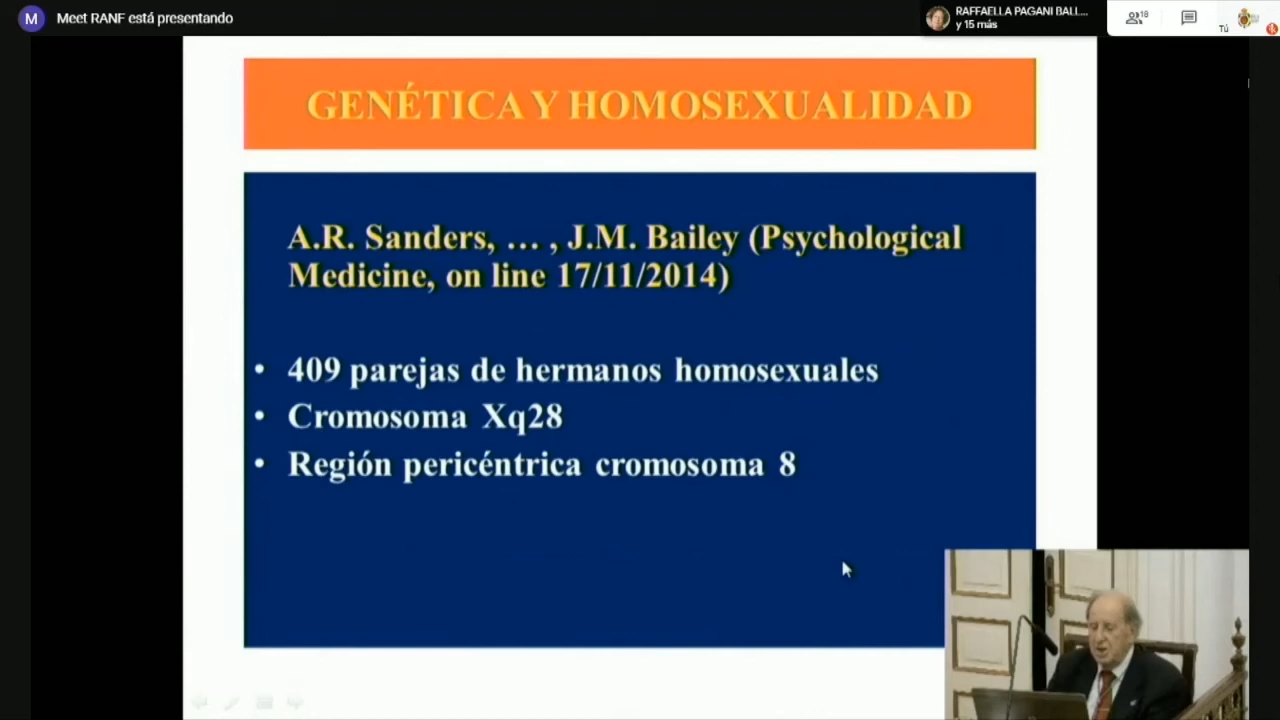 M
Meet RANF está presentando
RAFFAELLA PAGANI BALL...
y 15 más
18
Tú
GENÉTICA Y HOMOSEXUALIDAD
A.R. Sanders, ... , J.M. Bailey (Psychological
Medicine, on line 17/11/2014)
• 409 parejas de hermanos homosexuales
• Cromosoma Xq28
• Región pericéntrica cromosoma 8